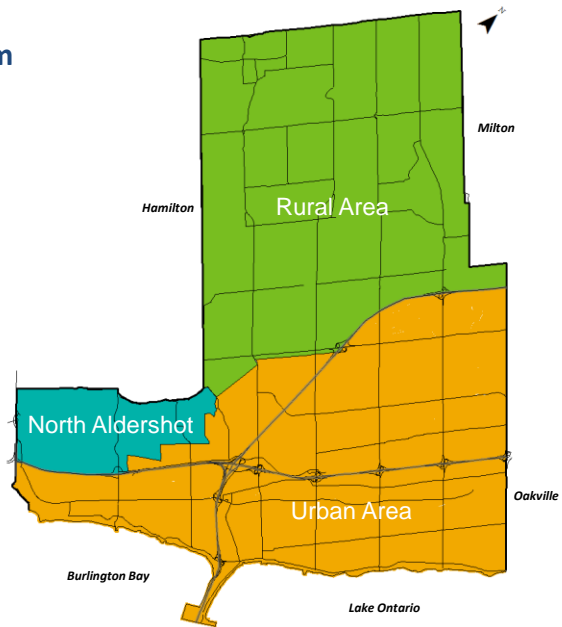 m
N
Milton
Hamilton
Rural Area
North Aldershot
Oakville
Urban Area
Burlington Bay
Lake Ontario